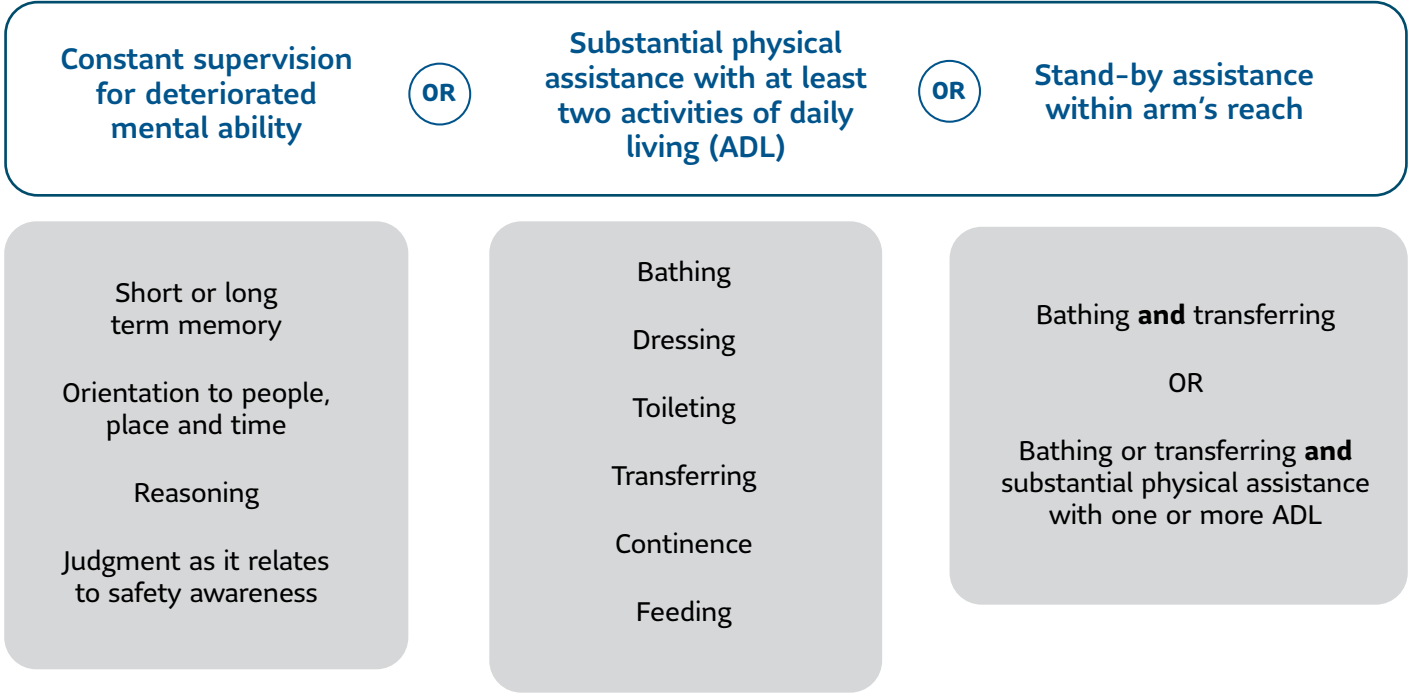 Constant supervision
for deteriorated
mental ability
OR
Substantial physical
assistance with at least
two activities of daily
living (ADL)
OR
Stand-by assistance
within arm's reach
Short or long
term memory
Orientation to people,
place and time
Reasoning
Judgment as it relates
to safety awareness
Bathing
Dressing
Toileting
Transferring
Continence
Feeding
Bathing and transferring
OR
Bathing or transferring and
substantial physical assistance
with one or more ADL